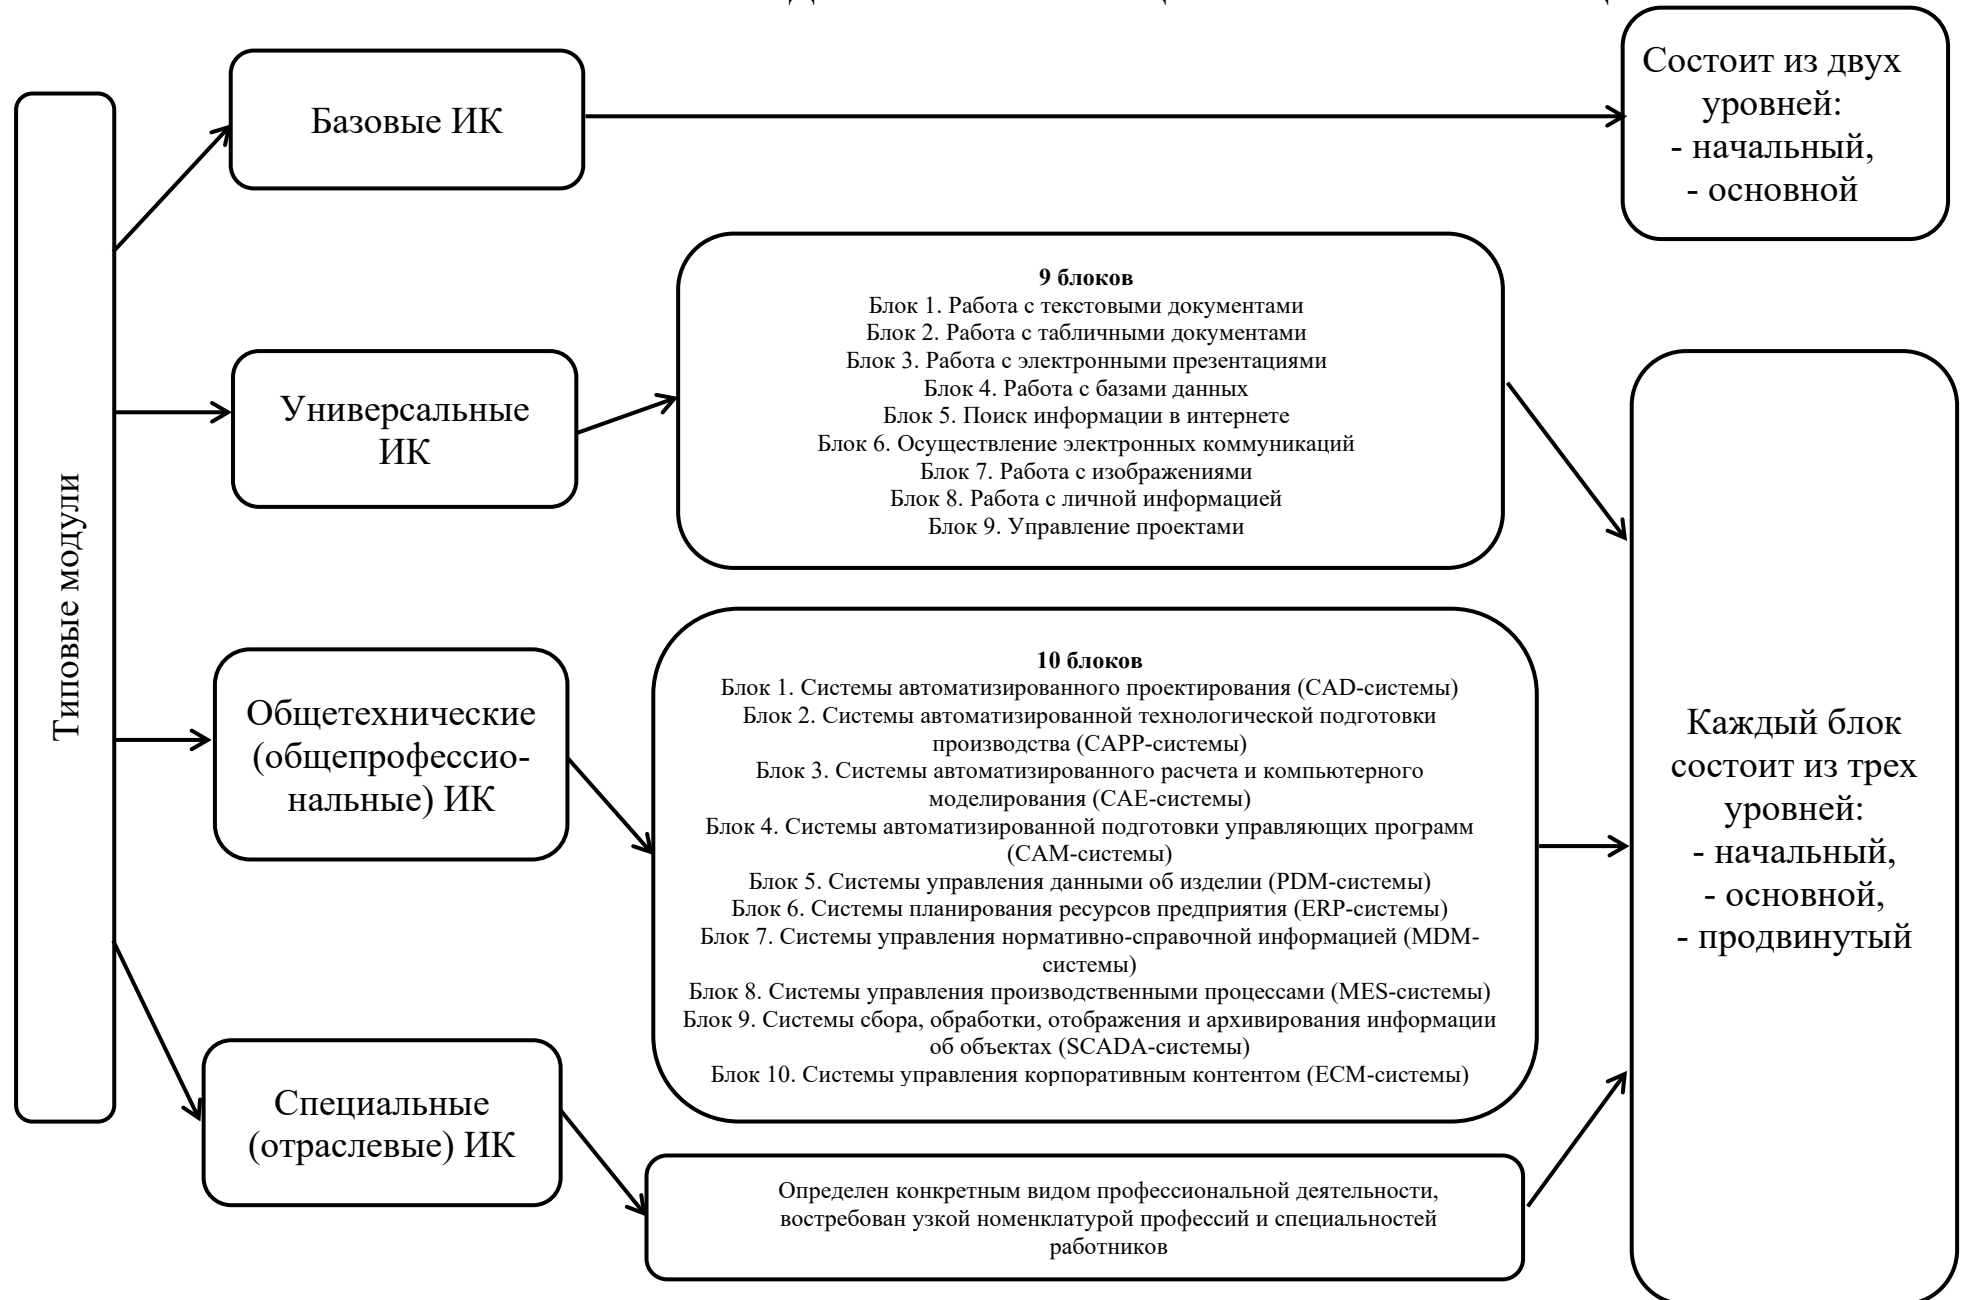 Типовые модули
Базовые ИК
Состоит из двух
уровней:
- начальный,
- основной
Универсальные
ИК
9 блоков
Блок 1. Работа с текстовыми документами
Блок 2. Работа с табличными документами
Блок 3. Работа с электронными презентациями
Блок 4. Работа с базами данных
Блок 5. Поиск информации в интернете
Блок 6. Осуществление электронных коммуникаций
Блок 7. Работа с изображениями
Блок 8. Работа с личной информацией
Блок 9. Управление проектами
Общетехнические
(общепрофессио-
нальные) ИК
10 блоков
Блок 1. Системы автоматизированного проектирования (CAD-системы)
Блок 2. Системы автоматизированной технологической подготовки
производства (CAPP-системы)
Блок 3. Системы автоматизированного расчета и компьютерного
моделирования (CAE-системы)
Блок 4. Системы автоматизированной подготовки управляющих программ
(CAM-системы)
Блок 5. Системы управления данными об изделии (PDM-системы)
Блок 6. Системы планирования ресурсов предприятия (ERP-системы)
Блок 7. Системы управления нормативно-справочной информацией (MDM-
системы)
Блок 8. Системы управления производственными процессами (MES-системы)
Блок 9. Системы сбора, обработки, отображения и архивирования информации
об объектах (SCADA-системы)
Блок 10. Системы управления корпоративным контентом (ECM-системы)
Специальные
(отраслевые) ИК
Определен конкретным видом профессиональной деятельности,
востребован узкой номенклатурой профессий и специальностей
работников
Каждый блок
состоит из трех
уровней:
- начальный,
- основной,
- продвинутый